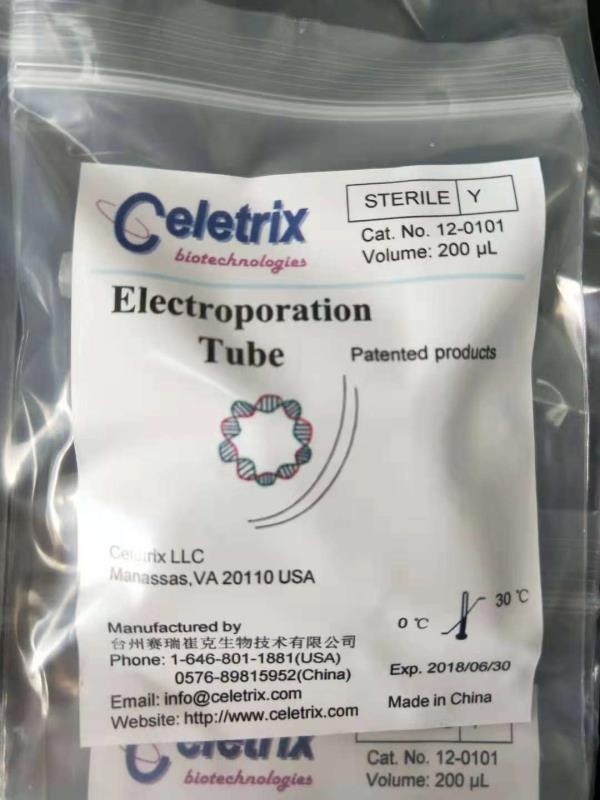 Celetrix
biotechnologies
STERILE Y
Cat. No. 12-0101
Volume: 200 µL
Electroporation
Tube
Patented products
Celetrix LLC
Manassas,VA 20110 USA
0 ℃
30 ℃
Manufactured by
台州赛瑞崔克生物技术有限公司
Phone: 1-646-801-1881(USA)
0576-89815952(China)
Email: info@celetrix.com
Website: http://www.celetrix.com
Exp. 2018/06/30
Made in China
Celetrix
biotechnologies
Cat. No. 12-0101
Volume: 200 µL